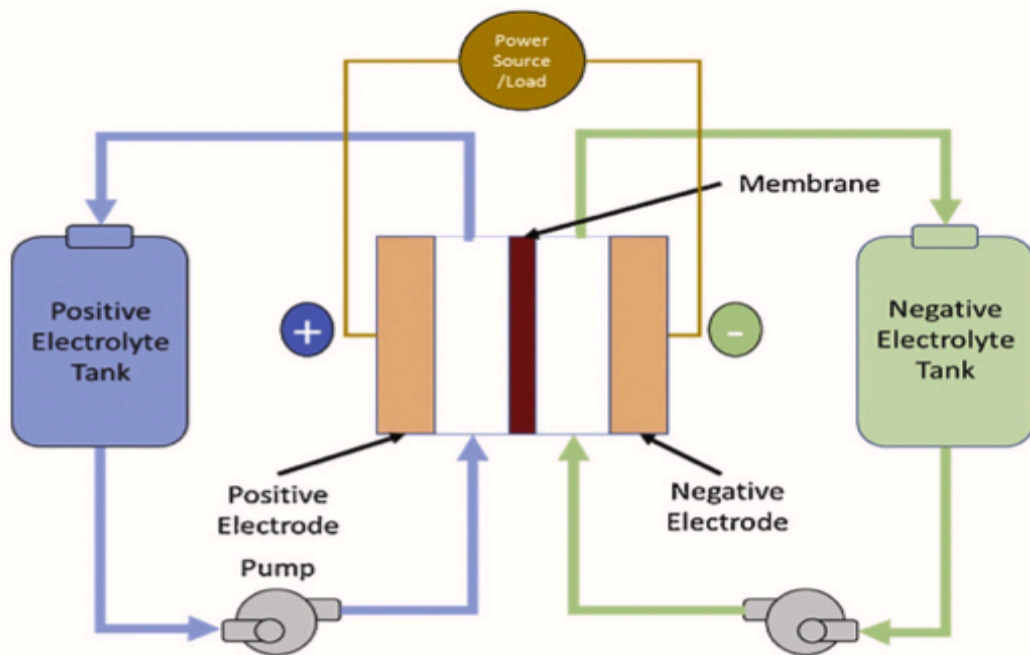 Power
Source
/Load
Membrane
Positive
Electrolyte
Tank
+
-
Negative
Electrolyte
Tank
Positive
Electrode
Negative
Electrode
Pump